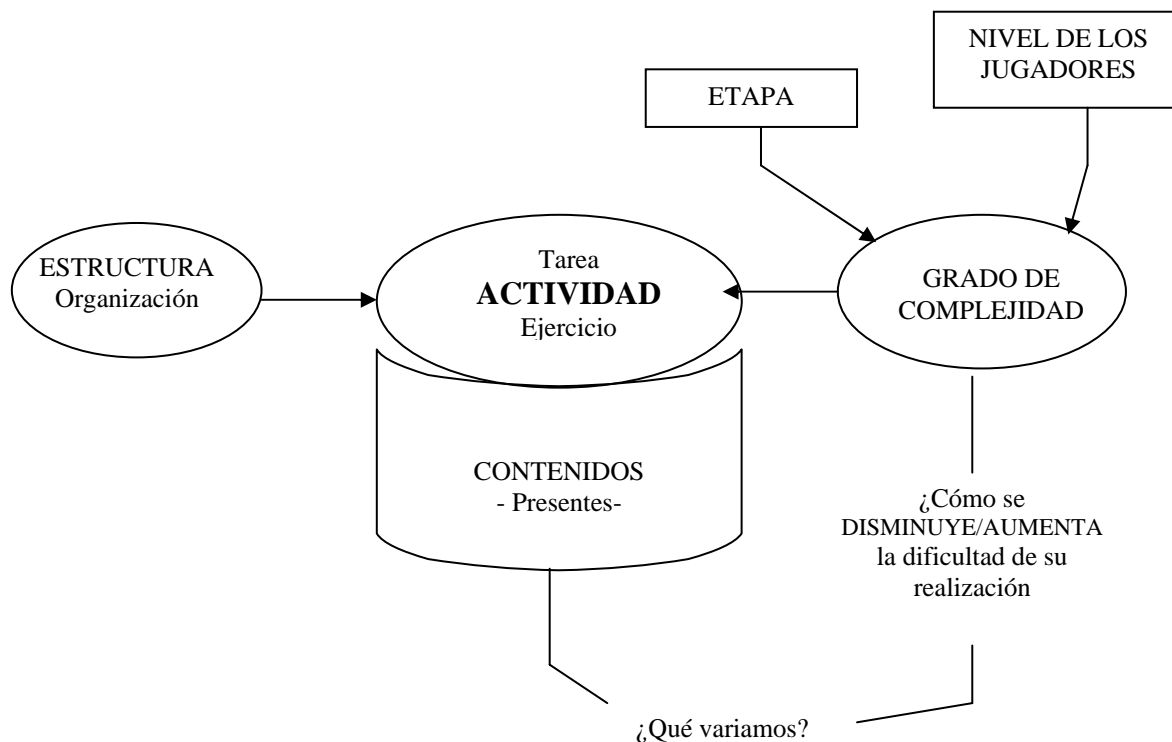 NIVEL DE LOS
JUGADORES
ETAPA
ESTRUCTURA
Organización
Tarea
ACTIVIDAD
Ejercicio
GRADO DE
COMPLEJIDAD
CONTENIDOS
- Presentes-
¿Cómo se
DISMINUYE/AUMENTA
la dificultad de su
realización
¿Qué variamos?